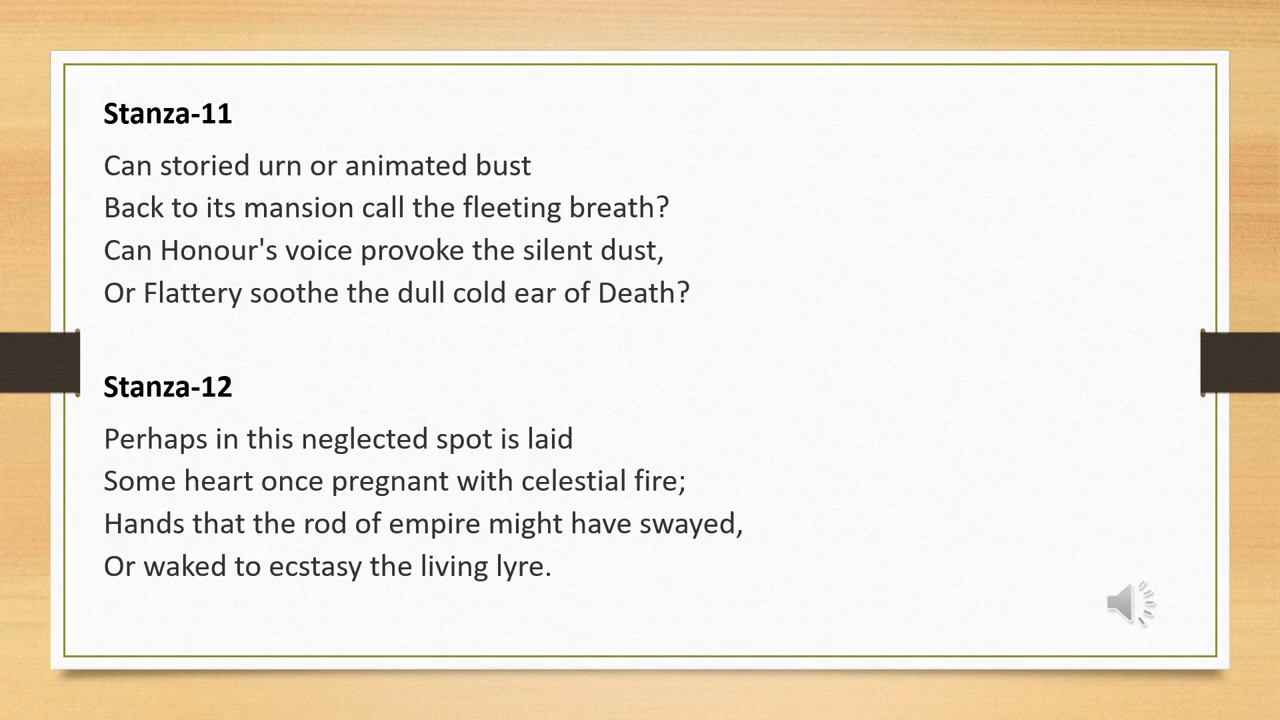 Stanza-11
Can storied urn or animated bust
Back to its mansion call the fleeting breath?
Can Honour's voice provoke the silent dust,
Or Flattery soothe the dull cold ear of Death?
Stanza-12
Perhaps in this neglected spot is laid
Some heart once pregnant with celestial fire;
Hands that the rod of empire might have swayed,
Or waked to ecstasy the living lyre.